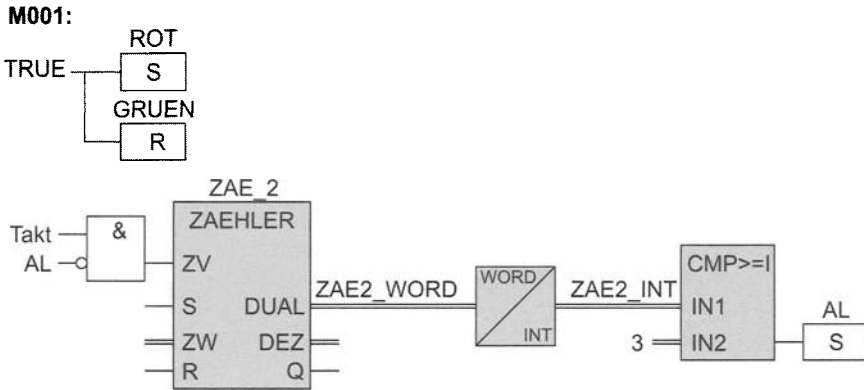 M001:
ROT
TRUE S
GRUEN
R
ZAE_2
ZAEHLER
Takt &
AL
ZV
S DUAL
ZW DEZ
R Q
ZAE2_WORD
WORD
INT
ZAE2_INT
CMP>=I
IN1
3 IN2
AL
S